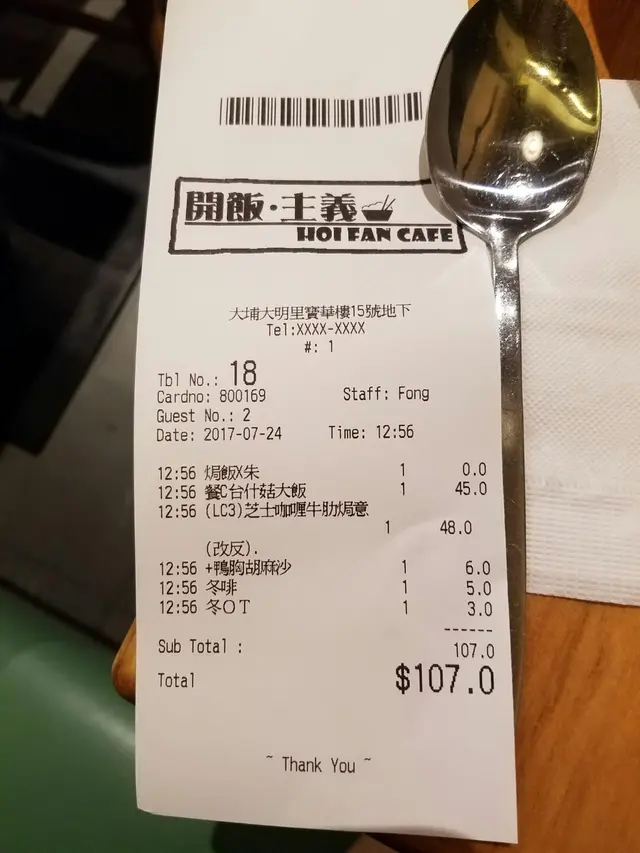 開飯·主義
HOI FAN CAFE
大埔大明里寶華樓15號地下
Tel:XXXX-XXXX
#: 1
Tbl No.: 18
Cardno: 800169 Staff: Fong
Guest No.: 2
Date: 2017-07-24 Time: 12:56
12:56 焗飯X朱 1 0.0
12:56 餐C台什菇大飯 1 45.0
12:56 (LC3)芝士咖喱牛肋焗意
1 48.0
(改反).
12:56 +鴨胸胡麻沙 1 6.0
12:56 冬啡 1 5.0
12:56 冬OT 1 3.0
------
Sub Total : 107.0
Total $107.0
~ Thank You ~